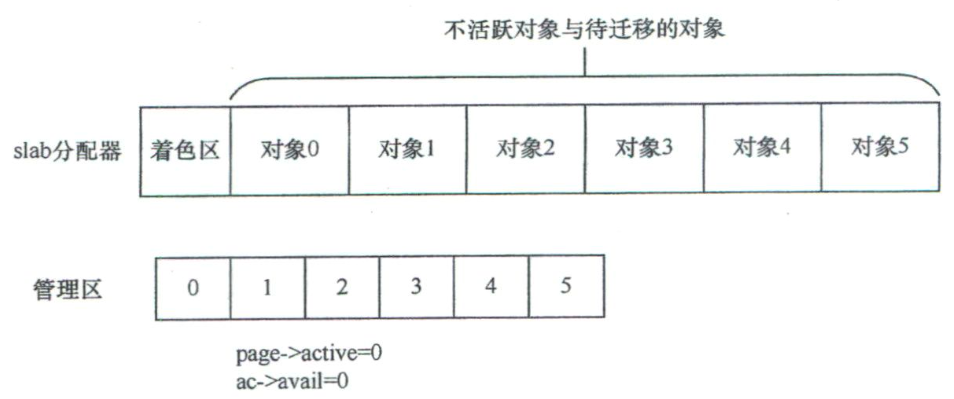 不活跃对象与待迁移的对象
slab分配器 着色区 对象0 对象1 对象2 对象3 对象4 对象5
管理区 0 1 2 3 4 5
page->active=0
ac->avail=0